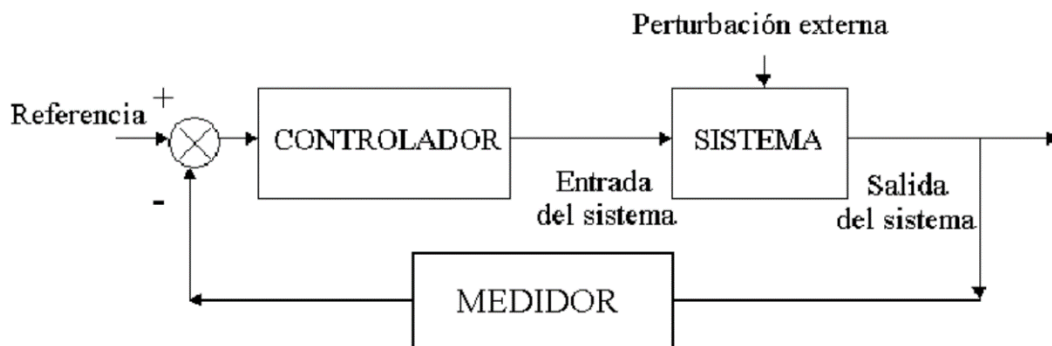 Perturbación externa
Referencia
+
-
CONTROLADOR
Entrada
del sistema
SISTEMA
Salida
del sistema
MEDIDOR